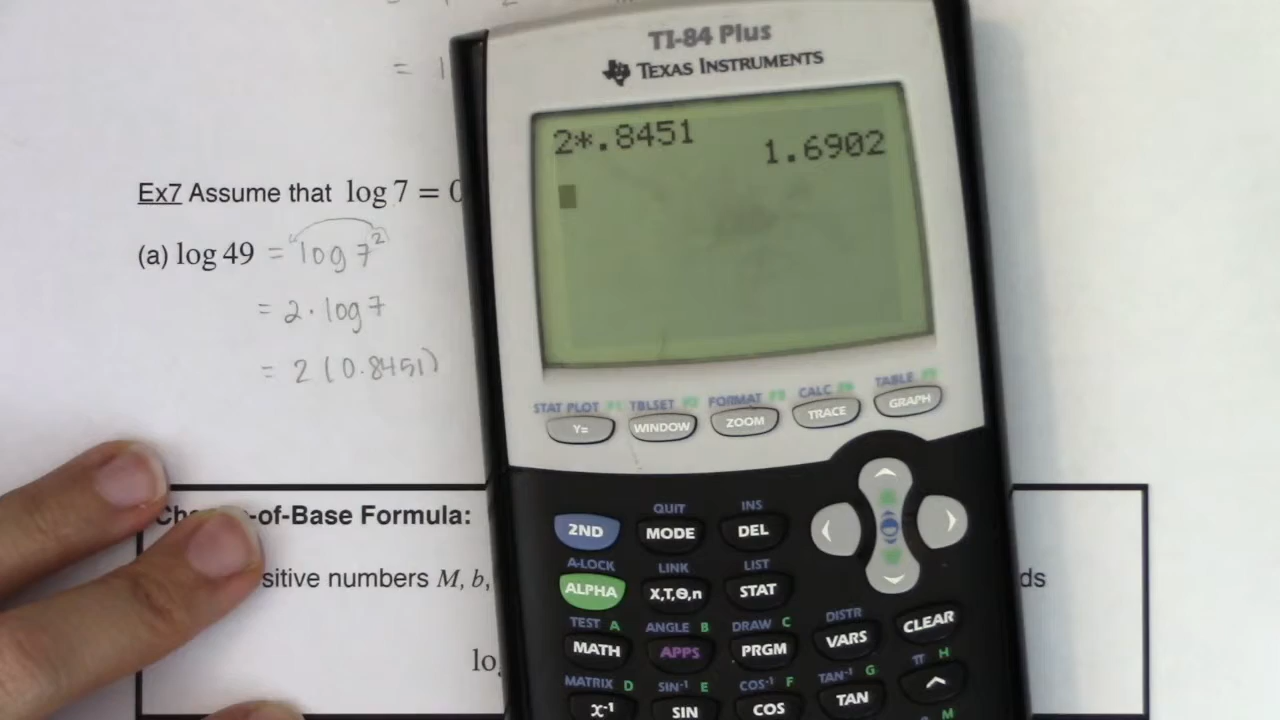 = 1
TI-84 Plus
TEXAS INSTRUMENTS
2*.8451
1.6902
Ex7 Assume that log 7 = 0
(a) log 49 = log 7²
= 2 · log 7
= 2 (0.8451)
STAT PLOT F1 TBLSET F2 FORMAT F3 CALC F4 TABLE F5
Y= WINDOW ZOOM TRACE GRAPH
-of-Base Formula:
sitive numbers M, b,
ds
QUIT INS
2ND MODE DEL
A-LOCK LINK LIST
ALPHA X,T,Θ,n STAT
TEST A ANGLE B DRAW C DISTR
MATH APPS PRGM VARS CLEAR
MATRIX D SIN⁻¹ E COS⁻¹ F TAN⁻¹ G π H
x⁻¹ SIN COS TAN ^
M
lo